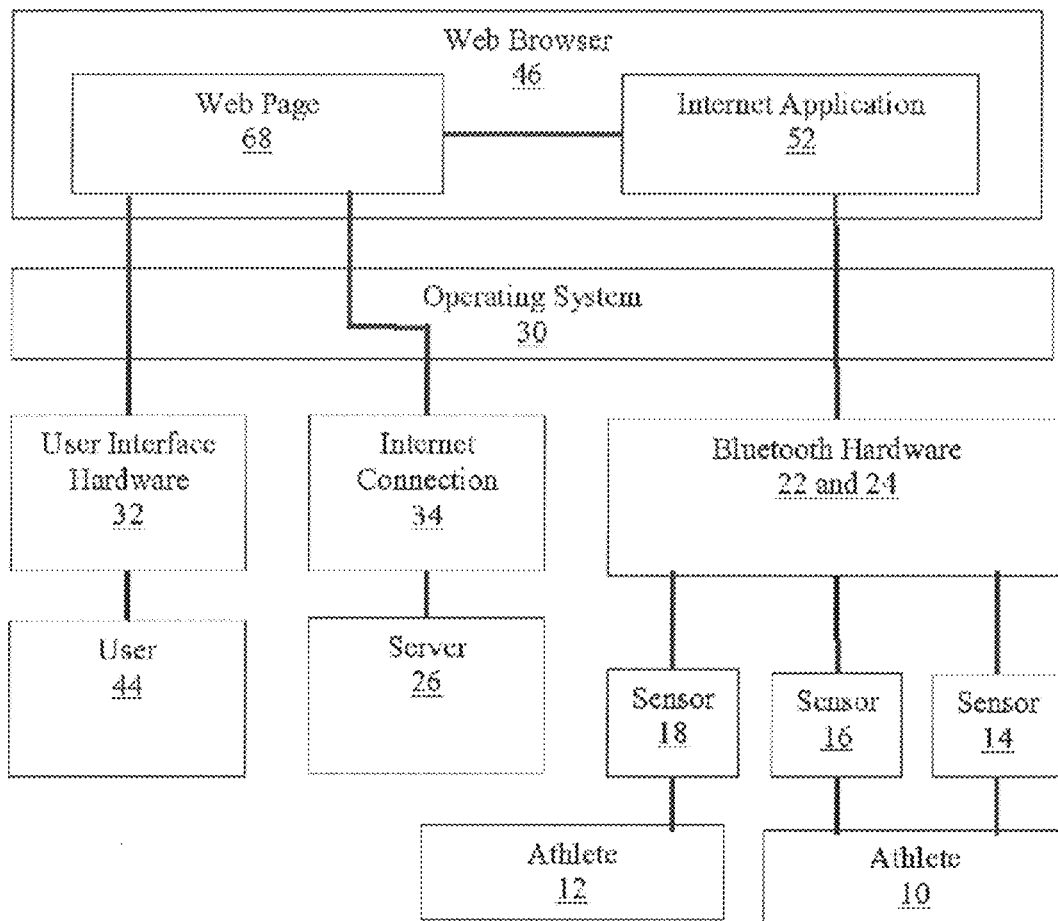 Web Browser
46
Web Page
68
Internet Application
52
Operating System
30
User Interface
Hardware
32
Internet
Connection
34
Bluetooth Hardware
22 and 24
User
44
Server
26
Sensor
18
Sensor
16
Sensor
14
Athlete
12
Athlete
10